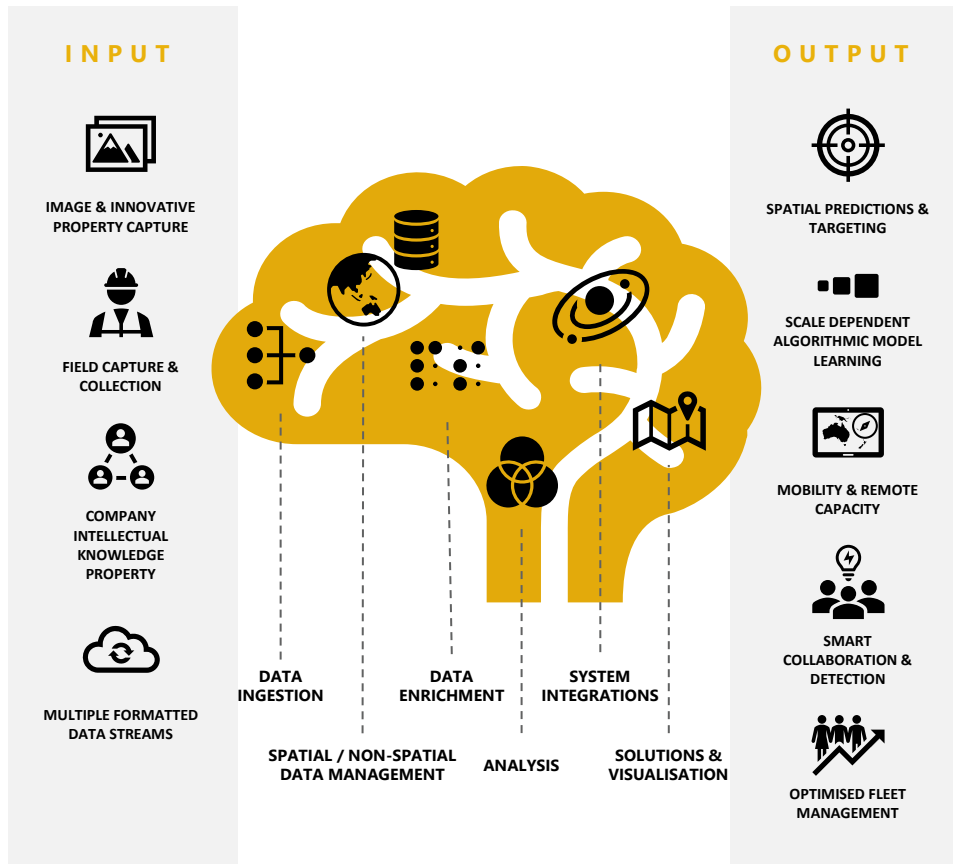 INPUT
IMAGE & INNOVATIVE
PROPERTY CAPTURE
FIELD CAPTURE &
COLLECTION
COMPANY
INTELLECTUAL
KNOWLEDGE
PROPERTY
MULTIPLE FORMATTED
DATA STREAMS
DATA
INGESTION
SPATIAL / NON-SPATIAL
DATA MANAGEMENT
DATA
ENRICHMENT
ANALYSIS
SYSTEM
INTEGRATIONS
SOLUTIONS &
VISUALISATION
OUTPUT
SPATIAL PREDICTIONS &
TARGETING
SCALE DEPENDENT
ALGORITHMIC MODEL
LEARNING
MOBILITY & REMOTE
CAPACITY
SMART
COLLABORATION &
DETECTION
OPTIMISED FLEET
MANAGEMENT